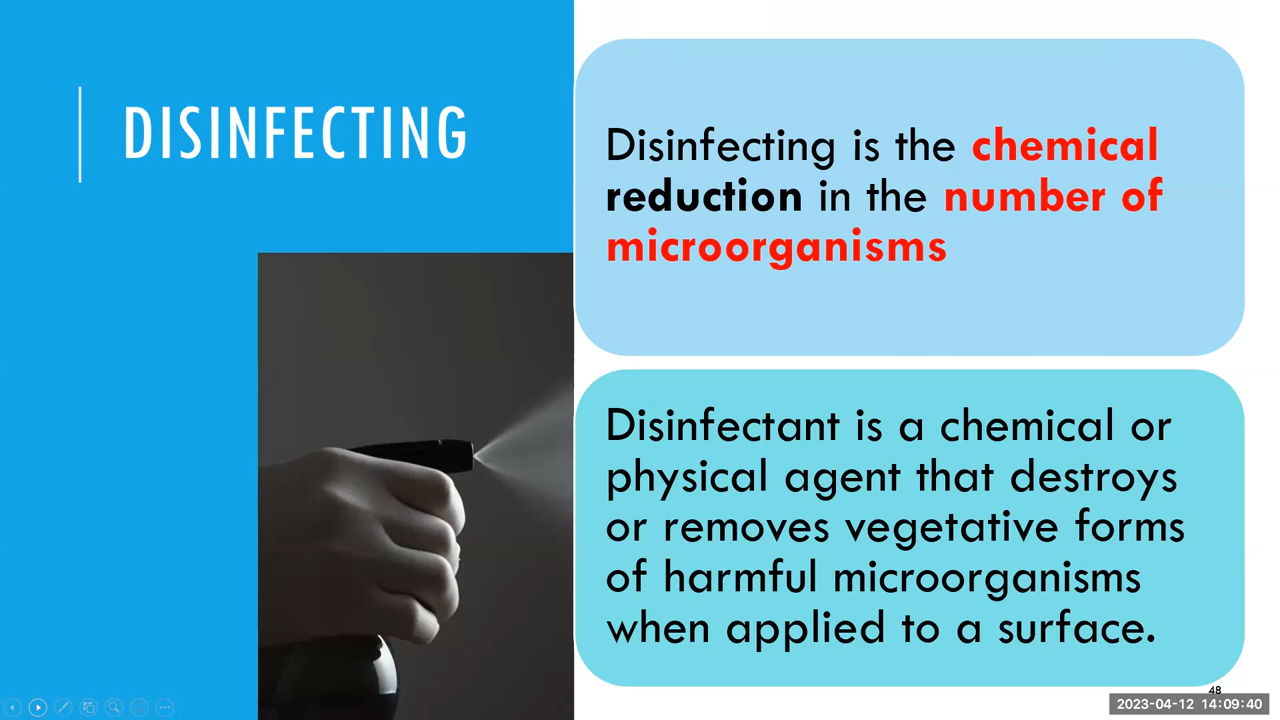 DISINFECTING
Disinfecting is the chemical
reduction in the number of
microorganisms
Disinfectant is a chemical or
physical agent that destroys
or removes vegetative forms
of harmful microorganisms
when applied to a surface.
48
2023-04-12 14:09:40